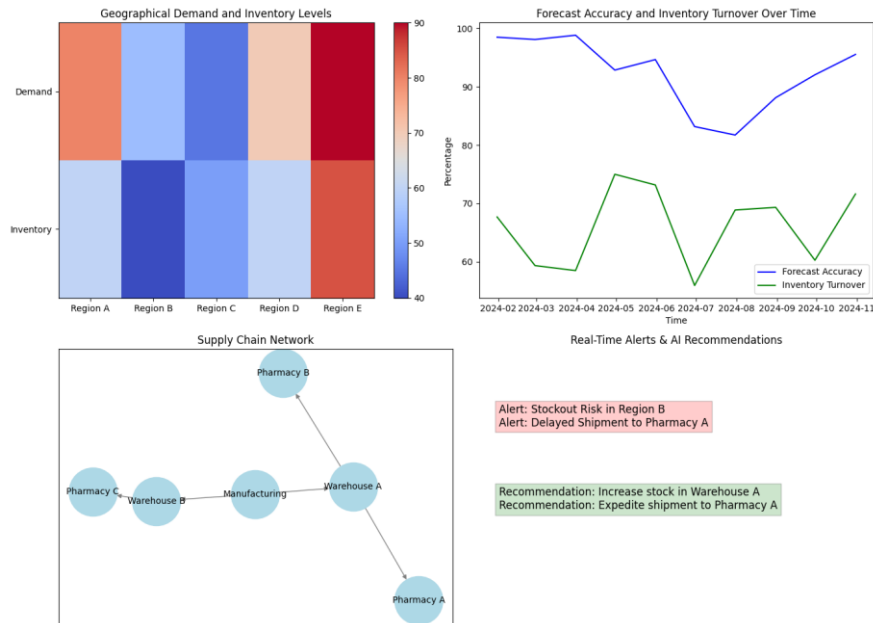 Geographical Demand and Inventory Levels
Demand
Inventory
Region A Region B Region C Region D Region E
90
80
70
60
50
40
Forecast Accuracy and Inventory Turnover Over Time
Percentage
100
90
80
70
60
Forecast Accuracy
Inventory Turnover
2024-02 2024-03 2024-04 2024-05 2024-06 2024-07 2024-08 2024-09 2024-10 2024-11
Time
Supply Chain Network
Pharmacy B
Pharmacy C
Warehouse B
Manufacturing
Warehouse A
Pharmacy A
Real-Time Alerts & AI Recommendations
Alert: Stockout Risk in Region B
Alert: Delayed Shipment to Pharmacy A
Recommendation: Increase stock in Warehouse A
Recommendation: Expedite shipment to Pharmacy A